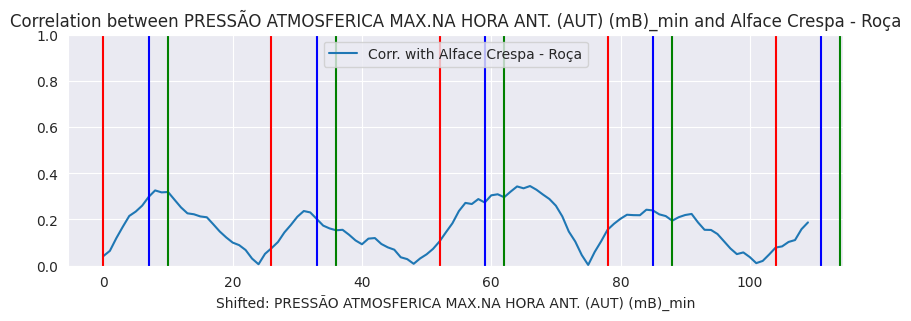 Correlation between PRESSÃO ATMOSFERICA MAX.NA HORA ANT. (AUT) (mB)_min and Alface Crespa - Roça
1.0
Corr. with Alface Crespa - Roça
0.8
0.6
0.4
0.2
0.0
0 20 40 60 80 100
Shifted: PRESSÃO ATMOSFERICA MAX.NA HORA ANT. (AUT) (mB)_min